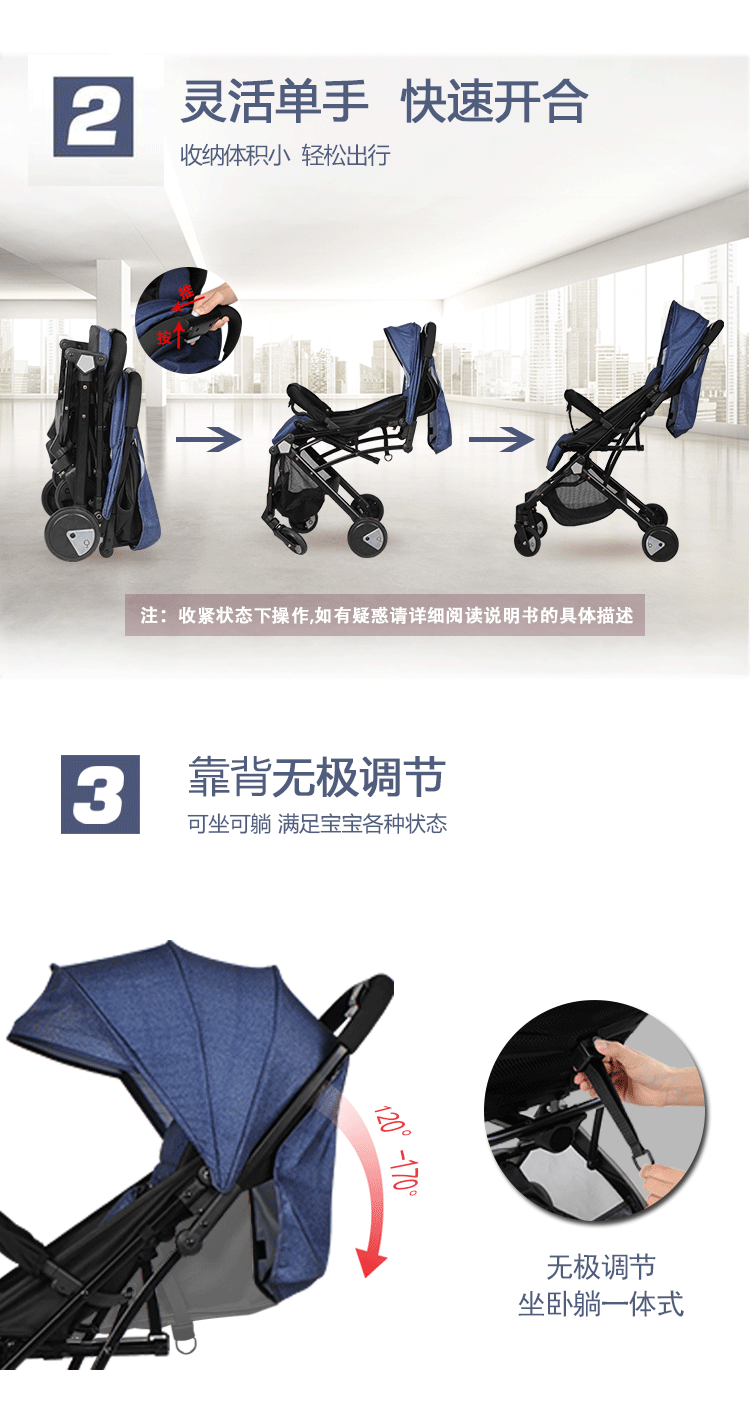 2
灵活单手 快速开合
收纳体积小 轻松出行
推
按
注：收紧状态下操作,如有疑惑请详细阅读说明书的具体描述
3
靠背无极调节
可坐可躺 满足宝宝各种状态
120° -170°
无极调节
坐卧躺一体式